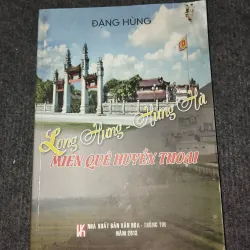 ĐẶNG HÙNG
Long Hưng - Hưng Hà
MIỀN QUÊ HUYỀN THOẠI
NHÀ XUẤT BẢN VĂN HÓA - THÔNG TIN
NĂM 2013